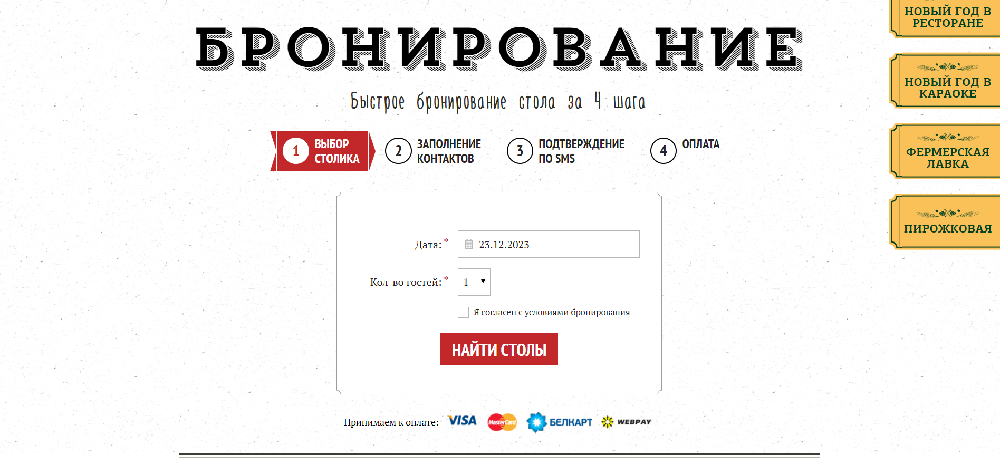 БРОНИРОВАНИЕ
Быстрое бронирование стола за 4 шага
1 ВЫБОР
СТОЛИКА
2 ЗАПОЛНЕНИЕ
КОНТАКТОВ
3 ПОДТВЕРЖДЕНИЕ
ПО SMS
4 ОПЛАТА
Дата: *
23.12.2023
Кол-во гостей: *
1
Я согласен с условиями бронирования
НАЙТИ СТОЛЫ
Принимаем к оплате: VISA MasterCard БЕЛКАРТ WEBPAY
НОВЫЙ ГОД В
РЕСТОРАНЕ
НОВЫЙ ГОД В
КАРАОКЕ
ФЕРМЕРСКАЯ
ЛАВКА
ПИРОЖКОВАЯ